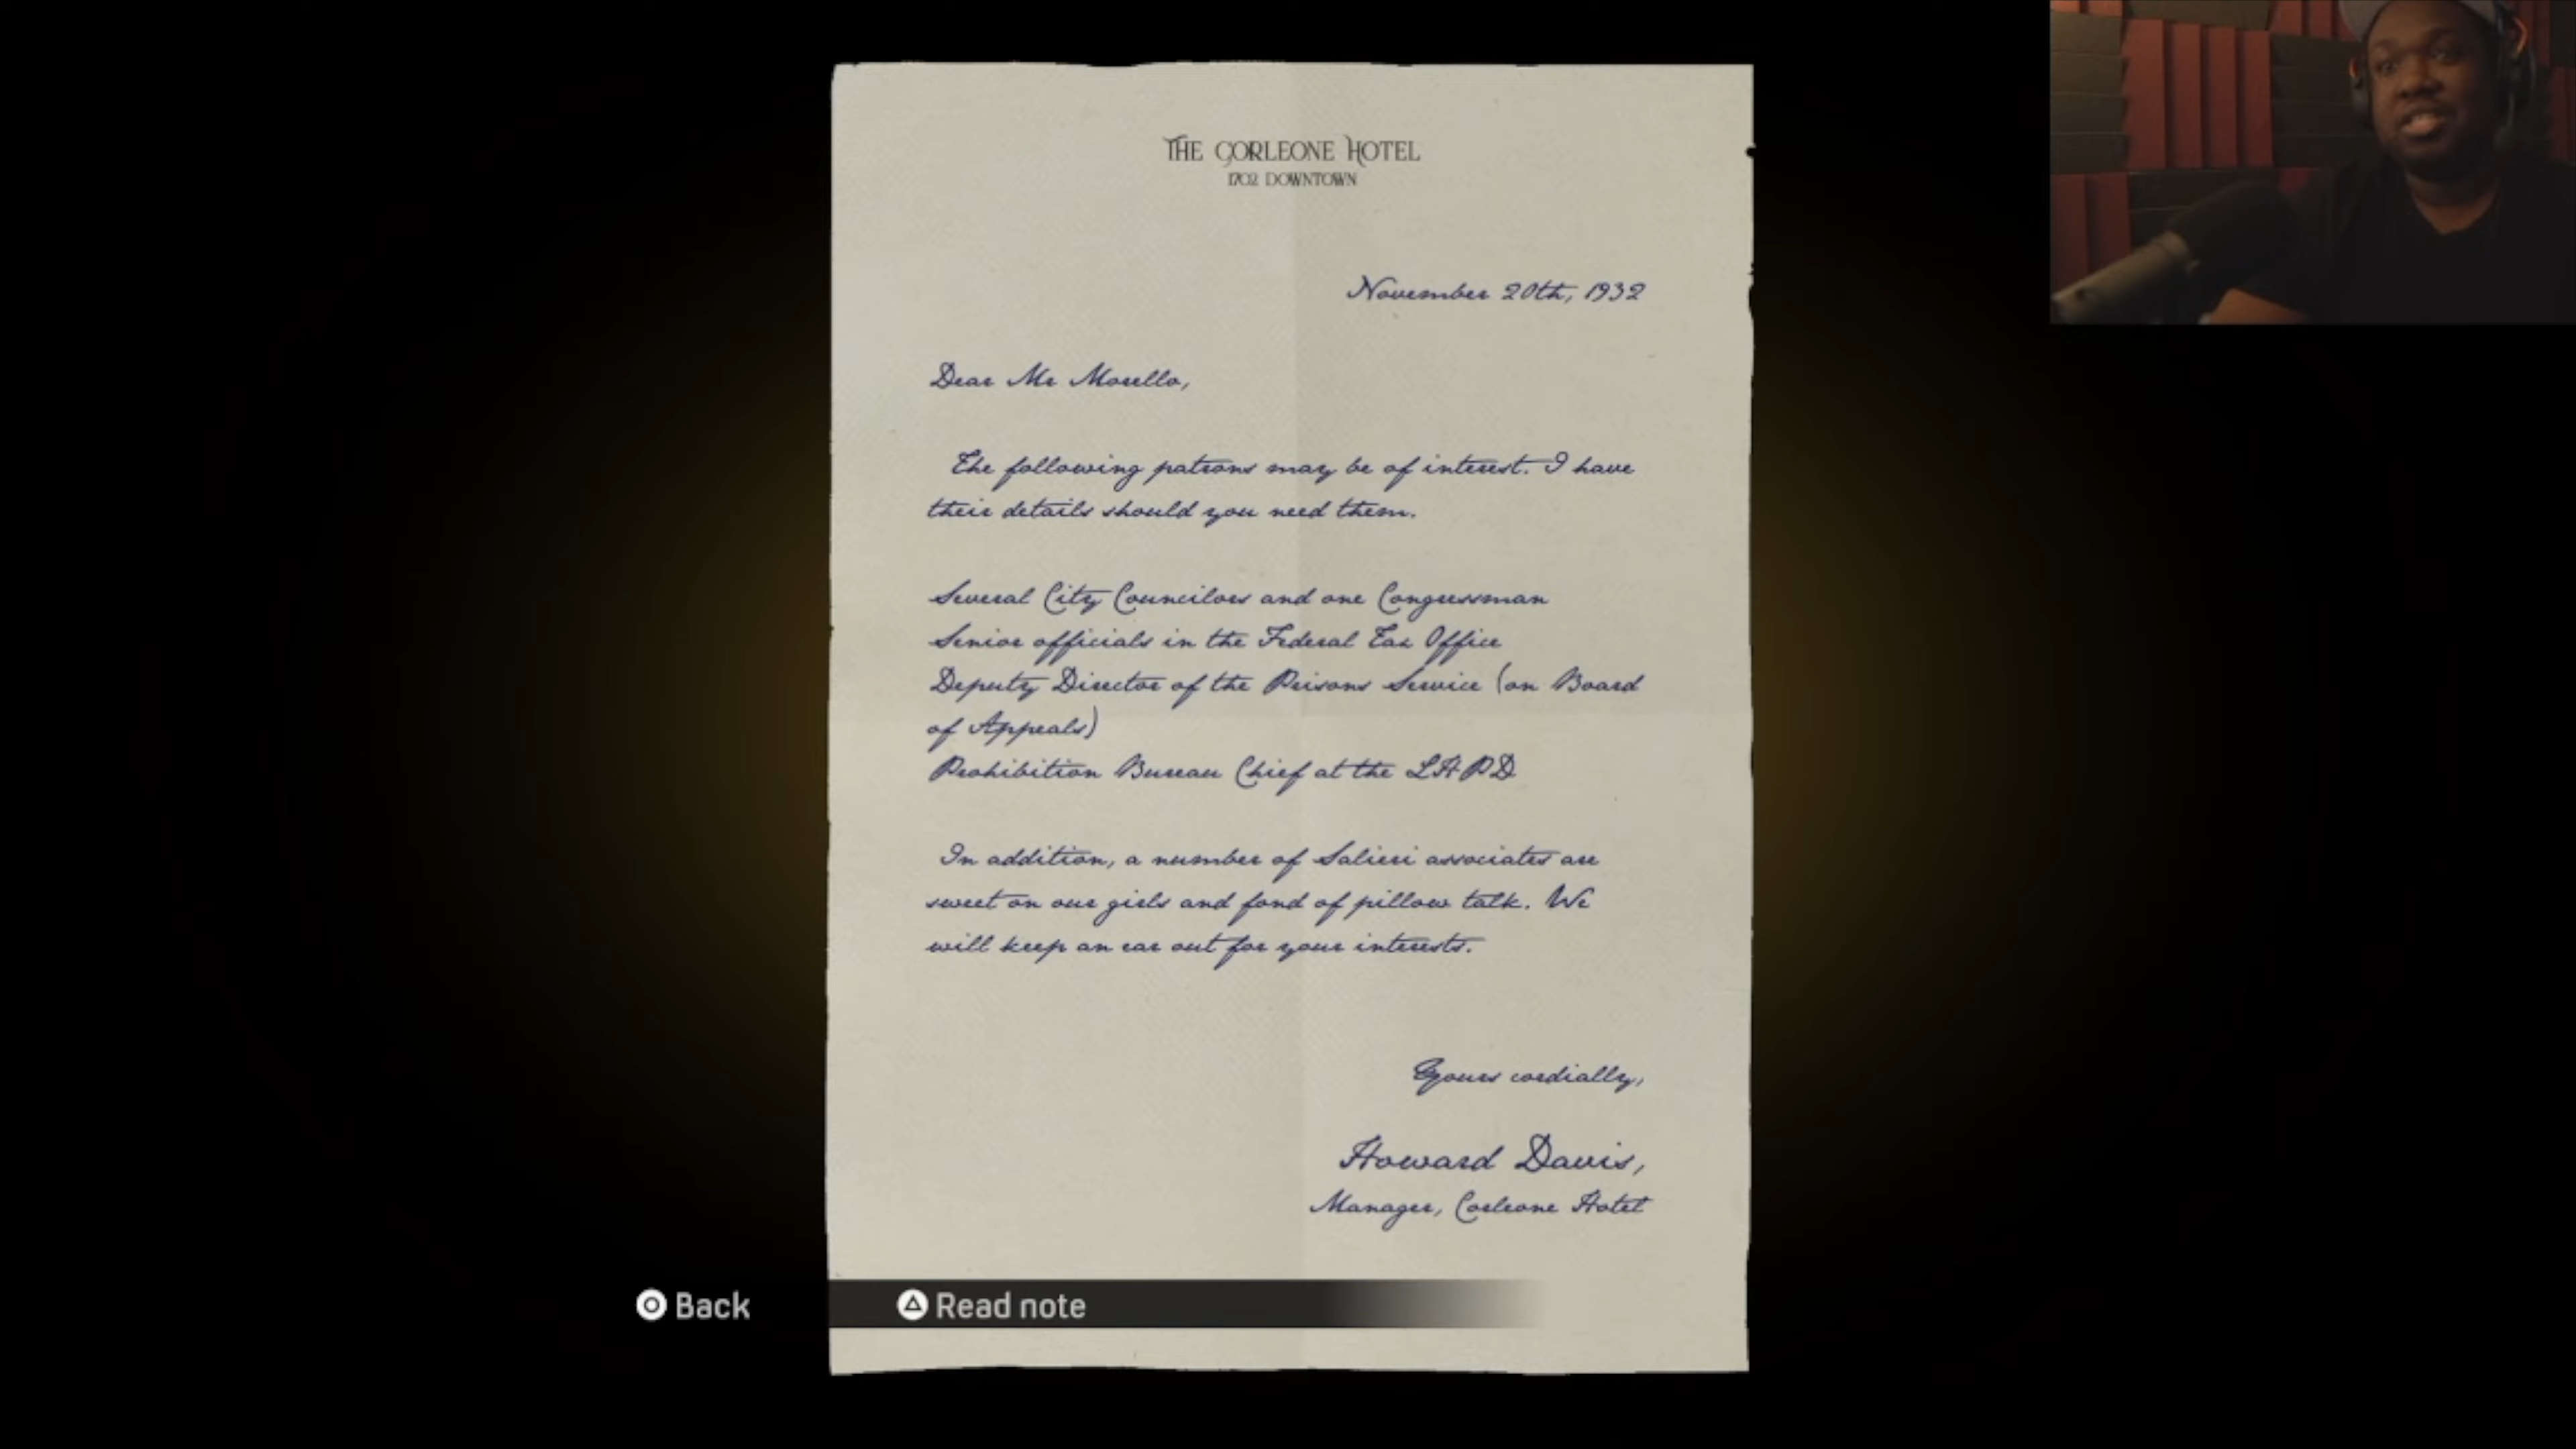 THE CORLEONE HOTEL
1702 DOWNTOWN
November 20th, 1932
Dear Mr Morello,
The following patrons may be of interest. I have
their details should you need them.
Several City Councilors and one Congressman
Senior officials in the Federal Tax Office
Deputy Director of the Prisons Service (on Board
of Appeals)
Prohibition Bureau Chief at the LHPD
In addition, a number of Salieri associates are
sweet on our girls and fond of pillow talk. We
will keep an ear out for your interests.
Yours cordially,
Howard Davis,
Manager, Corleone Hotel
Back
Read note